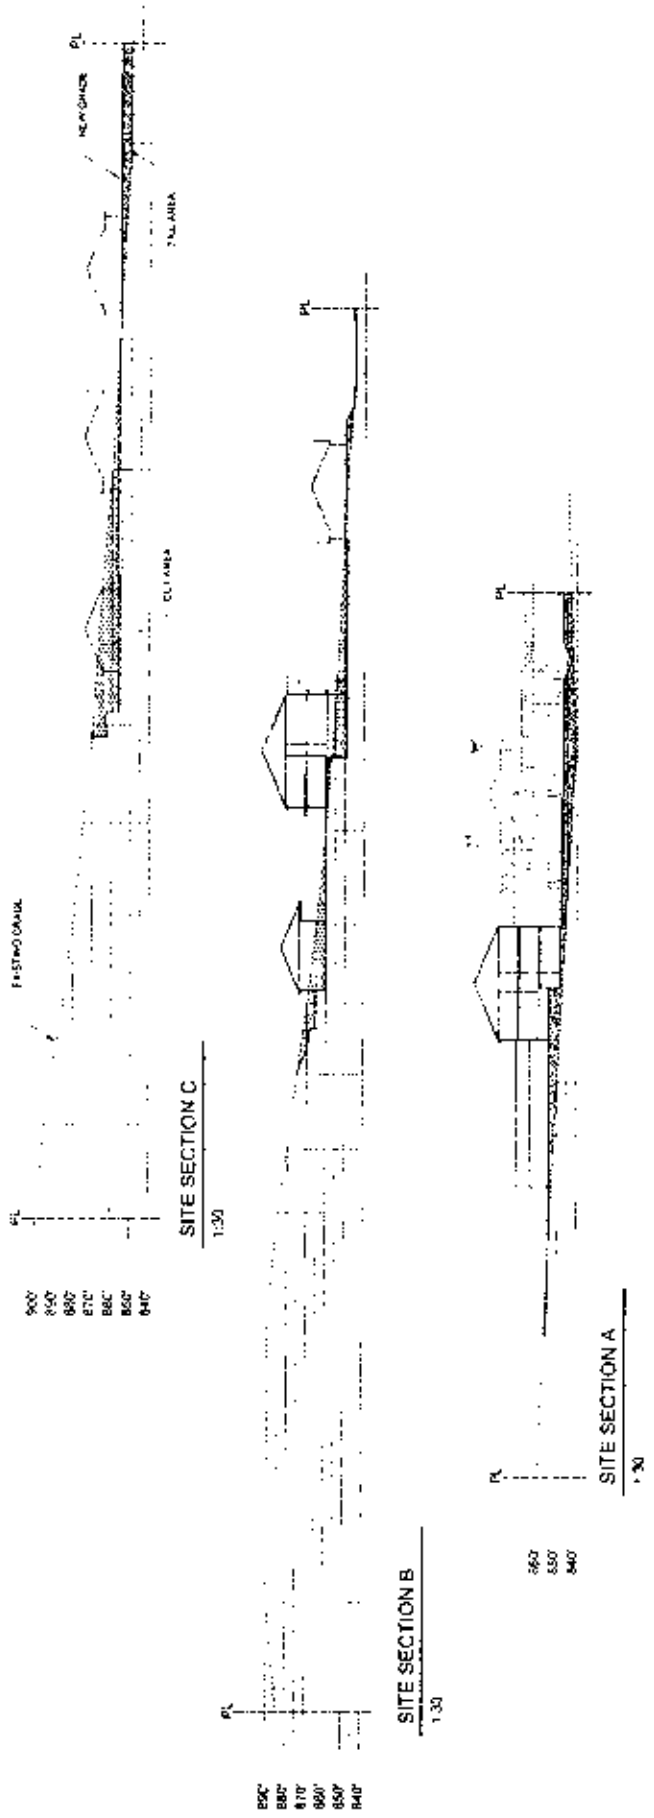 PL
NEW GRADE
FILL AREA
CUT AREA
EXISTING GRADE
PL
900'
890'
880'
870'
860'
850'
840'
SITE SECTION C
1:30
PL
PL
890'
880'
870'
860'
850'
840'
SITE SECTION B
1:30
PL
PL
860'
850'
840'
SITE SECTION A